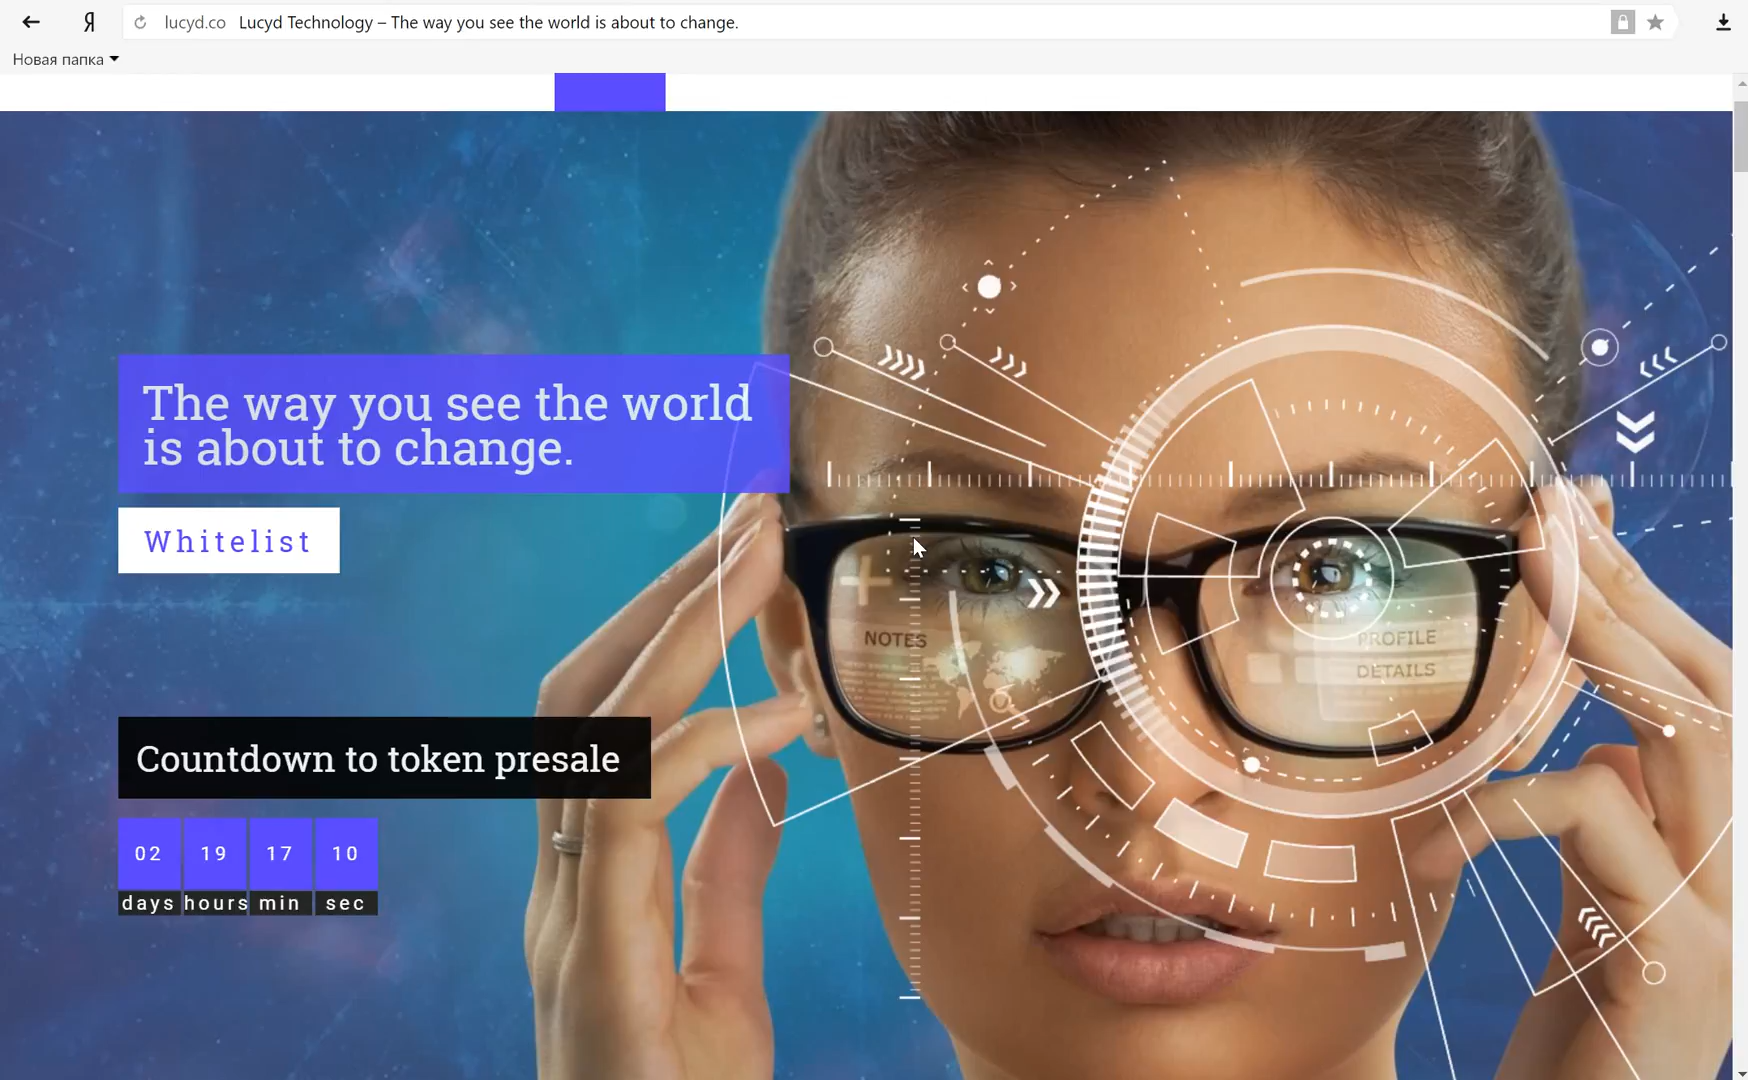 Я lucyd.co Lucyd Technology – The way you see the world is about to change.
Новая папка
The way you see the world
is about to change.
Whitelist
NOTES
PROFILE
DETAILS
Countdown to token presale
02 19 17 10
days hours min sec